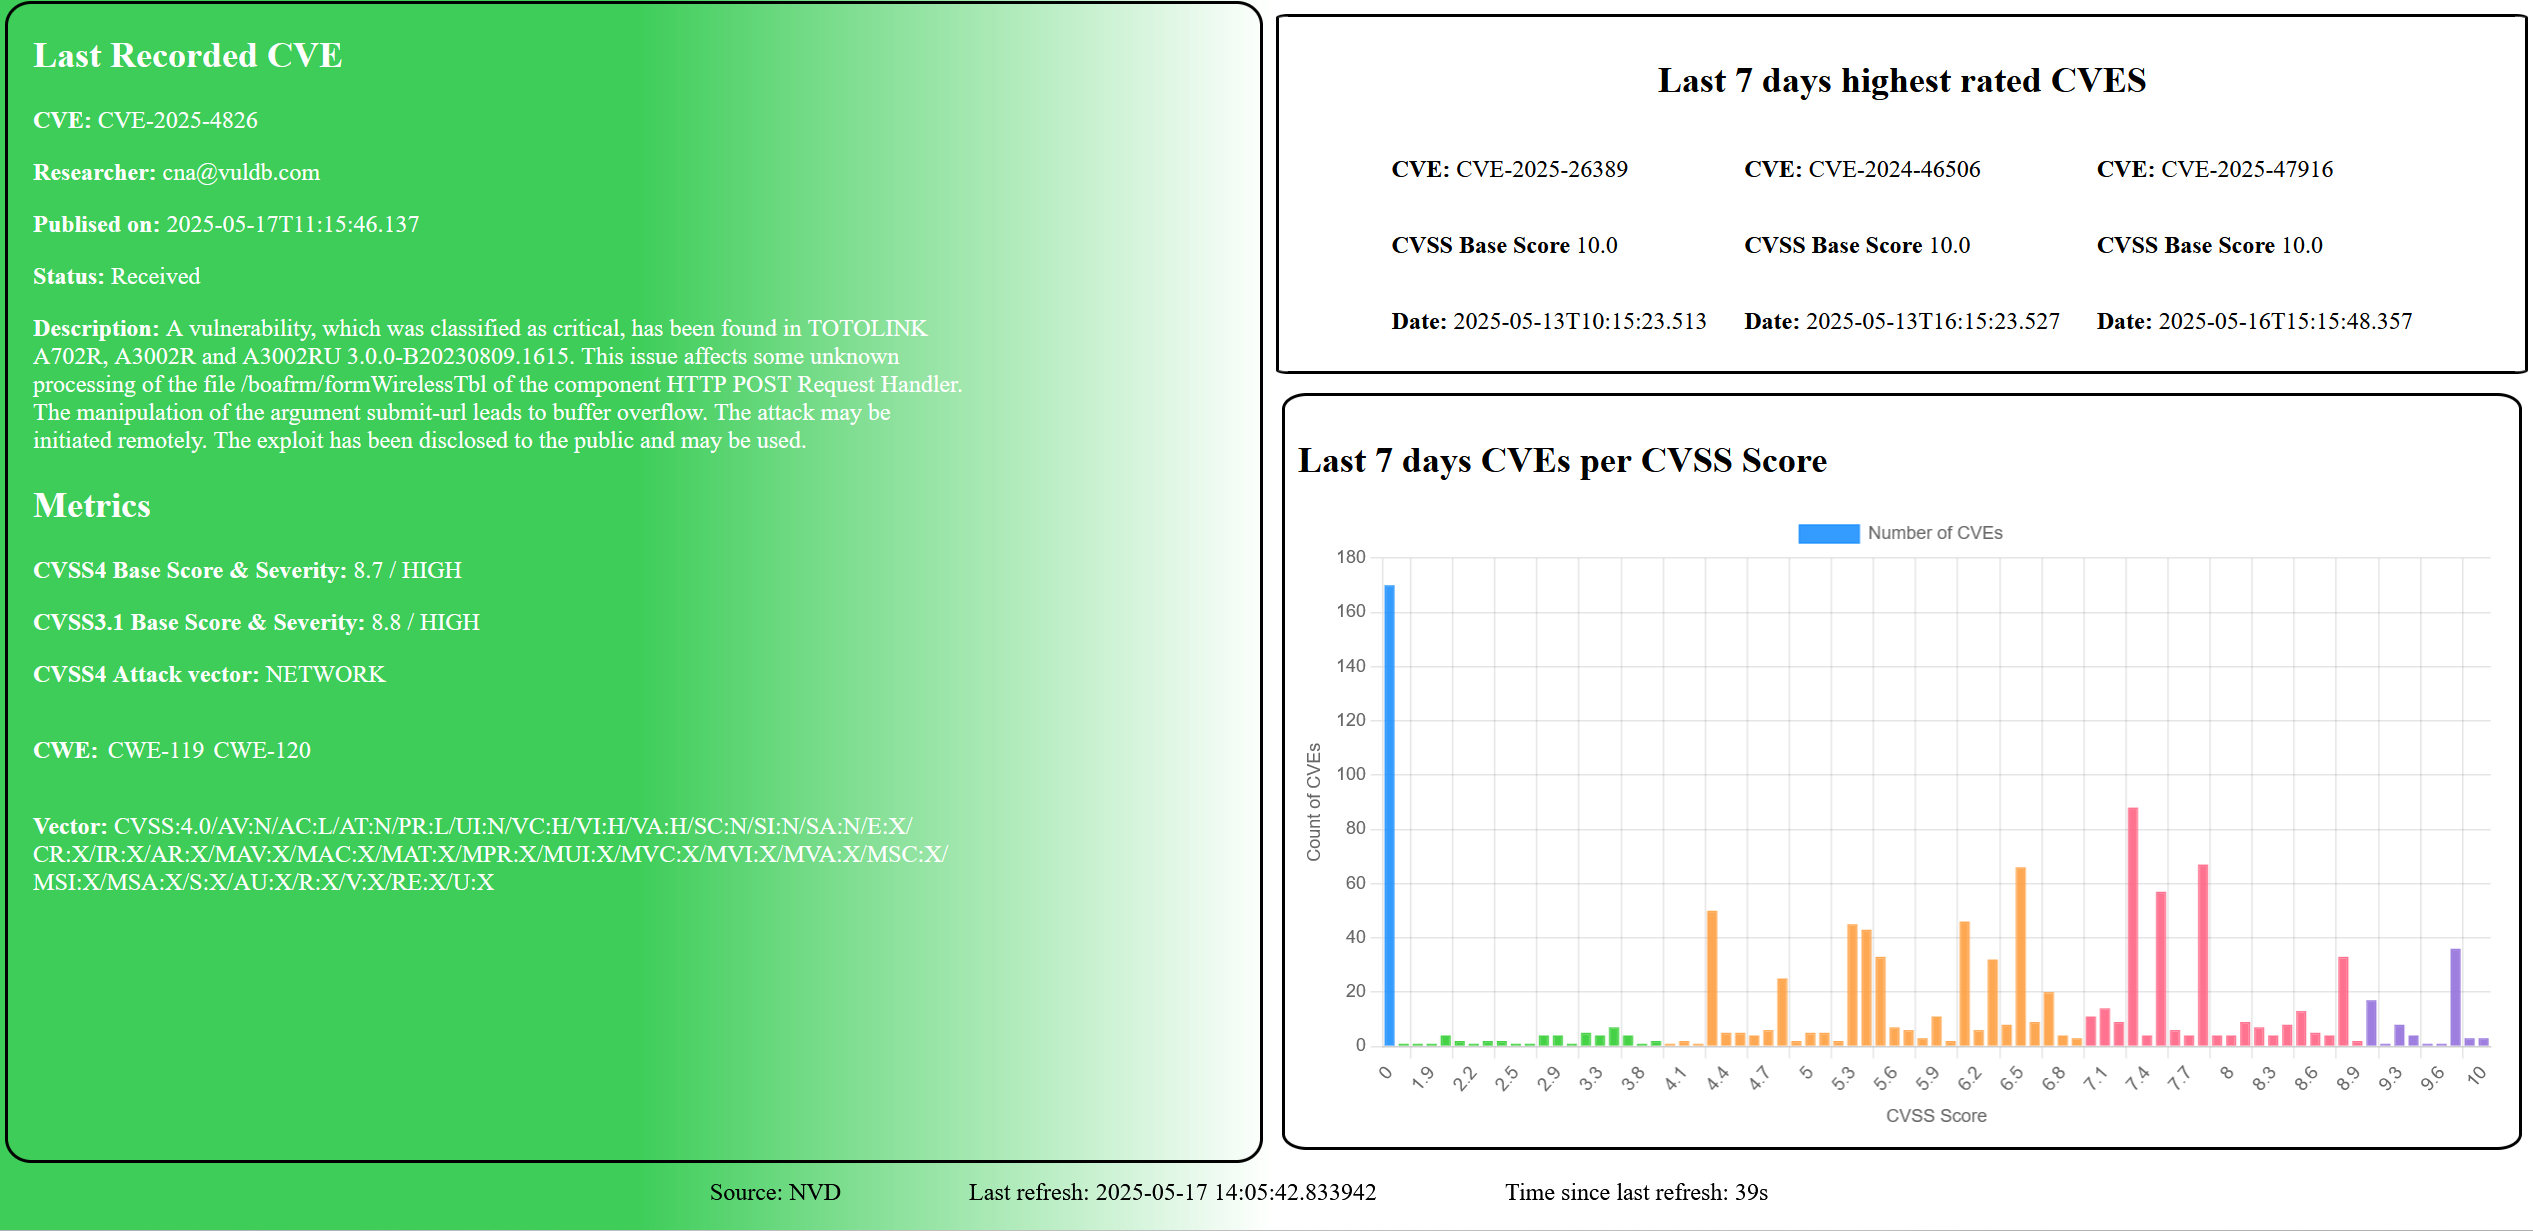 Last Recorded CVE
CVE: CVE-2025-4826
Researcher: cna@vuldb.com
Publised on: 2025-05-17T11:15:46.137
Status: Received
Description: A vulnerability, which was classified as critical, has been found in TOTOLINK
A702R, A3002R and A3002RU 3.0.0-B20230809.1615. This issue affects some unknown
processing of the file /boafrm/formWirelessTbl of the component HTTP POST Request Handler.
The manipulation of the argument submit-url leads to buffer overflow. The attack may be
initiated remotely. The exploit has been disclosed to the public and may be used.
Metrics
CVSS4 Base Score & Severity: 8.7 / HIGH
CVSS3.1 Base Score & Severity: 8.8 / HIGH
CVSS4 Attack vector: NETWORK
CWE: CWE-119 CWE-120
Vector: CVSS:4.0/AV:N/AC:L/AT:N/PR:L/UI:N/VC:H/VI:H/VA:H/SC:N/SI:N/SA:N/E:X/
CR:X/IR:X/AR:X/MAV:X/MAC:X/MAT:X/MPR:X/MUI:X/MVC:X/MVI:X/MVA:X/MSC:X/
MSI:X/MSA:X/S:X/AU:X/R:X/V:X/RE:X/U:X
Last 7 days highest rated CVES
CVE: CVE-2025-26389 CVE: CVE-2024-46506 CVE: CVE-2025-47916
CVSS Base Score 10.0 CVSS Base Score 10.0 CVSS Base Score 10.0
Date: 2025-05-13T10:15:23.513 Date: 2025-05-13T16:15:23.527 Date: 2025-05-16T15:15:48.357
Last 7 days CVEs per CVSS Score
Number of CVEs
180
160
140
120
100
80
60
40
20
0
Count of CVEs
0 1.9 2.2 2.5 2.9 3.3 3.8 4.1 4.4 4.7 5 5.3 5.6 5.9 6.2 6.5 6.8 7.1 7.4 7.7 8 8.3 8.6 8.9 9.3 9.6 10
CVSS Score
Source: NVD Last refresh: 2025-05-17 14:05:42.833942 Time since last refresh: 39s